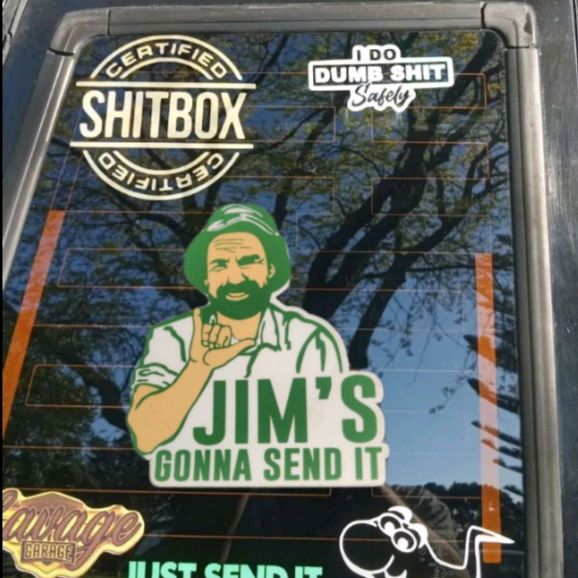 CERTIFIED
SHITBOX
CERTIFIED
I DO
DUMB SHIT
Safely
JIM'S
GONNA SEND IT
Savage
GARAGE
JUST SEND IT